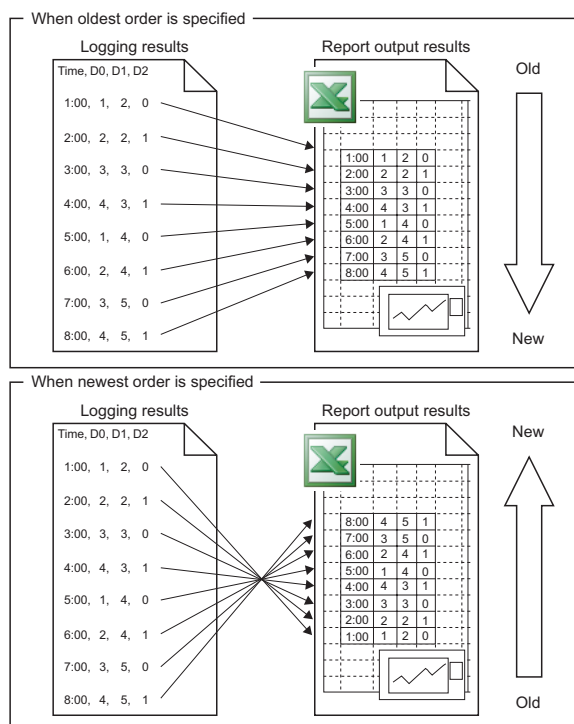 When oldest order is specified
Logging results
Time, D0, D1, D2
1:00, 1, 2, 0
2:00, 2, 2, 1
3:00, 3, 3, 0
4:00, 4, 3, 1
5:00, 1, 4, 0
6:00, 2, 4, 1
7:00, 3, 5, 0
8:00, 4, 5, 1
Report output results
1:00 1 2 0
2:00 2 2 1
3:00 3 3 0
4:00 4 3 1
5:00 1 4 0
6:00 2 4 1
7:00 3 5 0
8:00 4 5 1
Old
New
When newest order is specified
Logging results
Time, D0, D1, D2
1:00, 1, 2, 0
2:00, 2, 2, 1
3:00, 3, 3, 0
4:00, 4, 3, 1
5:00, 1, 4, 0
6:00, 2, 4, 1
7:00, 3, 5, 0
8:00, 4, 5, 1
Report output results
8:00 4 5 1
7:00 3 5 0
6:00 2 4 1
5:00 1 4 0
4:00 4 3 1
3:00 3 3 0
2:00 2 2 1
1:00 1 2 0
New
Old